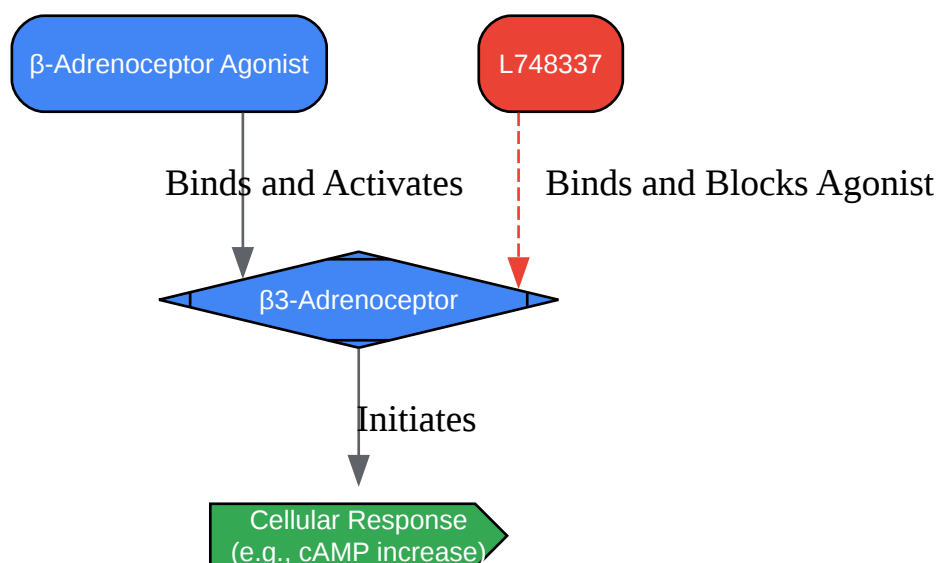 β-Adrenoceptor Agonist
L748337
Binds and Activates
Binds and Blocks Agonist
β3-Adrenoceptor
Initiates
Cellular Response
(e.g., cAMP increase)